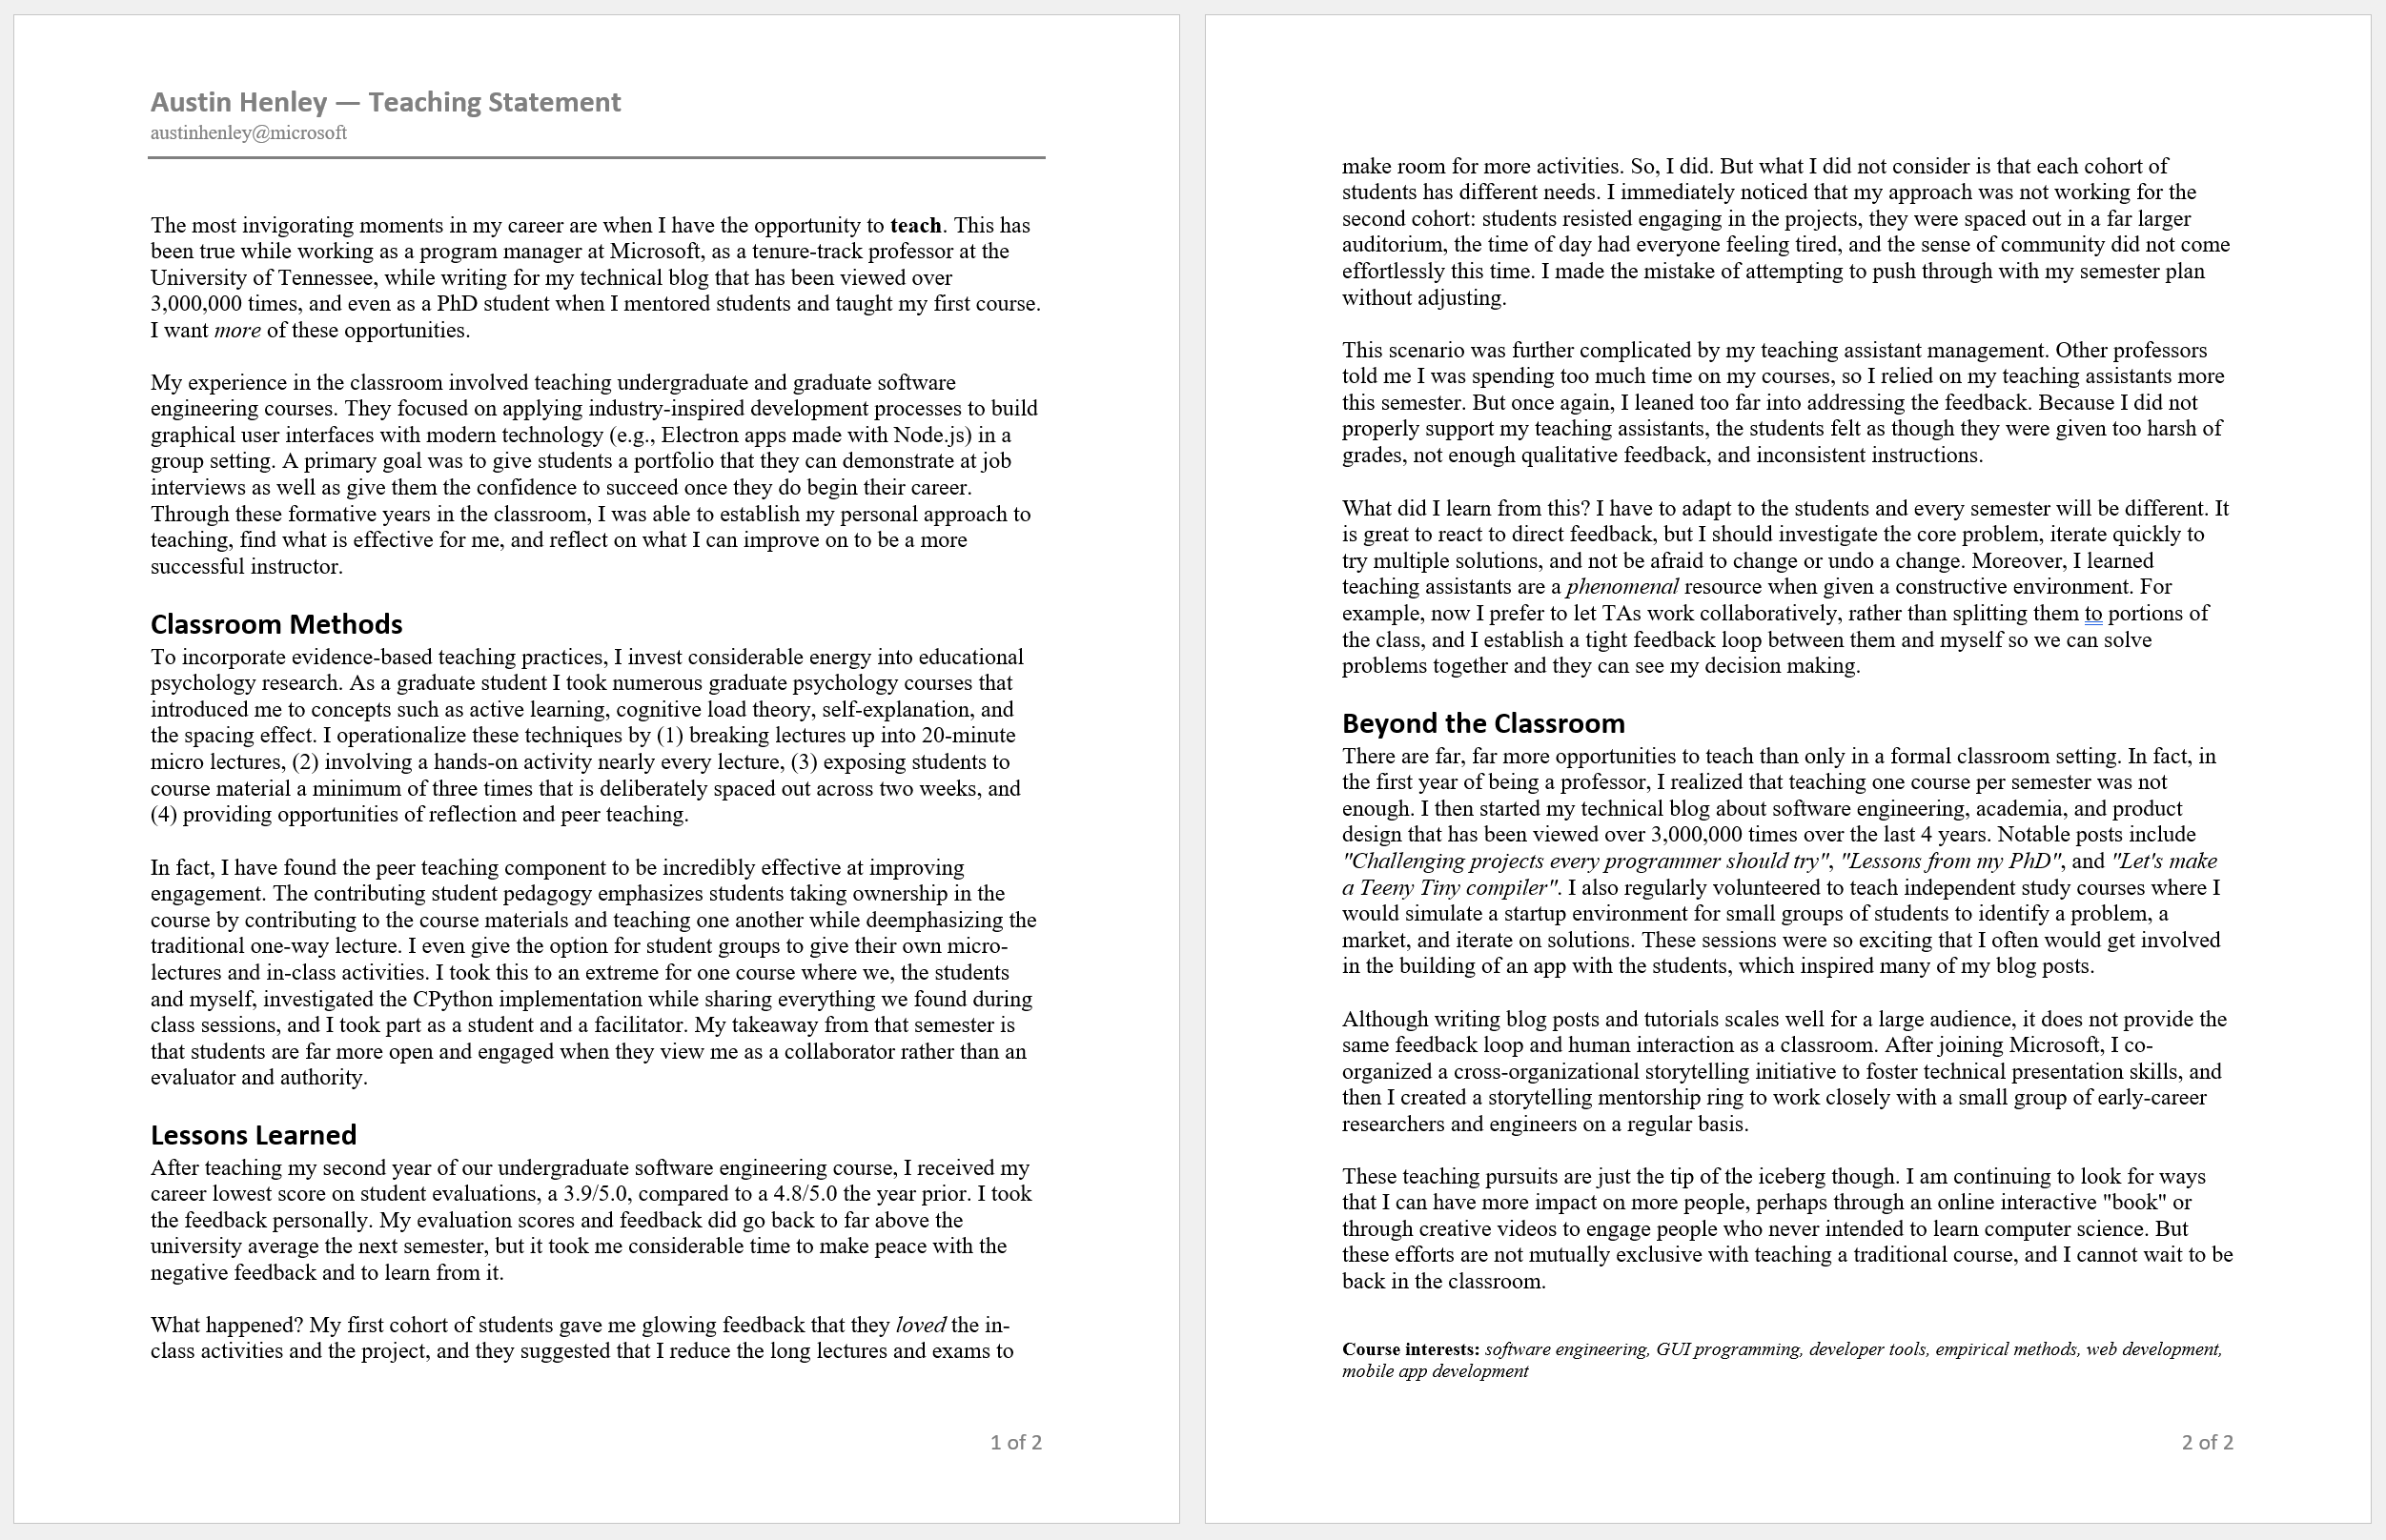 Austin Henley — Teaching Statement
austinhenley@microsoft
The most invigorating moments in my career are when I have the opportunity to teach. This has
been true while working as a program manager at Microsoft, as a tenure-track professor at the
University of Tennessee, while writing for my technical blog that has been viewed over
3,000,000 times, and even as a PhD student when I mentored students and taught my first course.
I want more of these opportunities.
My experience in the classroom involved teaching undergraduate and graduate software
engineering courses. They focused on applying industry-inspired development processes to build
graphical user interfaces with modern technology (e.g., Electron apps made with Node.js) in a
group setting. A primary goal was to give students a portfolio that they can demonstrate at job
interviews as well as give them the confidence to succeed once they do begin their career.
Through these formative years in the classroom, I was able to establish my personal approach to
teaching, find what is effective for me, and reflect on what I can improve on to be a more
successful instructor.
Classroom Methods
To incorporate evidence-based teaching practices, I invest considerable energy into educational
psychology research. As a graduate student I took numerous graduate psychology courses that
introduced me to concepts such as active learning, cognitive load theory, self-explanation, and
the spacing effect. I operationalize these techniques by (1) breaking lectures up into 20-minute
micro lectures, (2) involving a hands-on activity nearly every lecture, (3) exposing students to
course material a minimum of three times that is deliberately spaced out across two weeks, and
(4) providing opportunities of reflection and peer teaching.
In fact, I have found the peer teaching component to be incredibly effective at improving
engagement. The contributing student pedagogy emphasizes students taking ownership in the
course by contributing to the course materials and teaching one another while deemphasizing the
traditional one-way lecture. I even give the option for student groups to give their own micro-
lectures and in-class activities. I took this to an extreme for one course where we, the students
and myself, investigated the CPython implementation while sharing everything we found during
class sessions, and I took part as a student and a facilitator. My takeaway from that semester is
that students are far more open and engaged when they view me as a collaborator rather than an
evaluator and authority.
Lessons Learned
After teaching my second year of our undergraduate software engineering course, I received my
career lowest score on student evaluations, a 3.9/5.0, compared to a 4.8/5.0 the year prior. I took
the feedback personally. My evaluation scores and feedback did go back to far above the
university average the next semester, but it took me considerable time to make peace with the
negative feedback and to learn from it.
What happened? My first cohort of students gave me glowing feedback that they loved the in-
class activities and the project, and they suggested that I reduce the long lectures and exams to
1 of 2
make room for more activities. So, I did. But what I did not consider is that each cohort of
students has different needs. I immediately noticed that my approach was not working for the
second cohort: students resisted engaging in the projects, they were spaced out in a far larger
auditorium, the time of day had everyone feeling tired, and the sense of community did not come
effortlessly this time. I made the mistake of attempting to push through with my semester plan
without adjusting.
This scenario was further complicated by my teaching assistant management. Other professors
told me I was spending too much time on my courses, so I relied on my teaching assistants more
this semester. But once again, I leaned too far into addressing the feedback. Because I did not
properly support my teaching assistants, the students felt as though they were given too harsh of
grades, not enough qualitative feedback, and inconsistent instructions.
What did I learn from this? I have to adapt to the students and every semester will be different. It
is great to react to direct feedback, but I should investigate the core problem, iterate quickly to
try multiple solutions, and not be afraid to change or undo a change. Moreover, I learned
teaching assistants are a phenomenal resource when given a constructive environment. For
example, now I prefer to let TAs work collaboratively, rather than splitting them to portions of
the class, and I establish a tight feedback loop between them and myself so we can solve
problems together and they can see my decision making.
Beyond the Classroom
There are far, far more opportunities to teach than only in a formal classroom setting. In fact, in
the first year of being a professor, I realized that teaching one course per semester was not
enough. I then started my technical blog about software engineering, academia, and product
design that has been viewed over 3,000,000 times over the last 4 years. Notable posts include
"Challenging projects every programmer should try", "Lessons from my PhD", and "Let's make
a Teeny Tiny compiler". I also regularly volunteered to teach independent study courses where I
would simulate a startup environment for small groups of students to identify a problem, a
market, and iterate on solutions. These sessions were so exciting that I often would get involved
in the building of an app with the students, which inspired many of my blog posts.
Although writing blog posts and tutorials scales well for a large audience, it does not provide the
same feedback loop and human interaction as a classroom. After joining Microsoft, I co-
organized a cross-organizational storytelling initiative to foster technical presentation skills, and
then I created a storytelling mentorship ring to work closely with a small group of early-career
researchers and engineers on a regular basis.
These teaching pursuits are just the tip of the iceberg though. I am continuing to look for ways
that I can have more impact on more people, perhaps through an online interactive "book" or
through creative videos to engage people who never intended to learn computer science. But
these efforts are not mutually exclusive with teaching a traditional course, and I cannot wait to be
back in the classroom.
Course interests: software engineering, GUI programming, developer tools, empirical methods, web development,
mobile app development
2 of 2